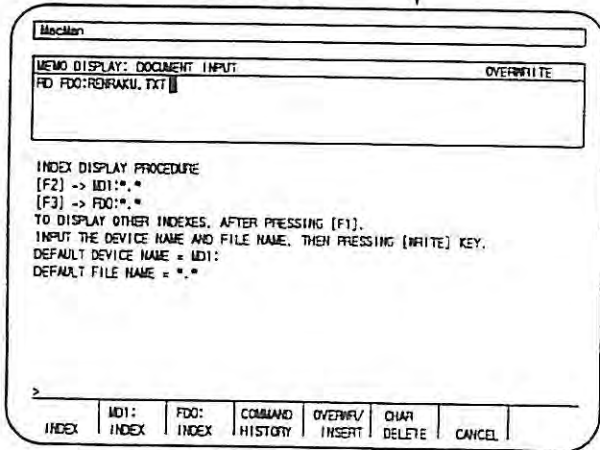 MacMan
MEMO DISPLAY: DOCUMENT INPUT OVERWRITE
RD FD0:RENRAKU.TXT
INDEX DISPLAY PROCEDURE
[F2] -> MD1:*.*
[F3] -> FD0:*.*
TO DISPLAY OTHER INDEXES, AFTER PRESSING [F1],
INPUT THE DEVICE NAME AND FILE NAME, THEN PRESSING [WRITE] KEY.
DEFAULT DEVICE NAME = MD1:
DEFAULT FILE NAME = *.*
>
INDEX
MD1: INDEX
FD0: INDEX
COMMAND HISTORY
OVERWR/ INSERT
CHAR DELETE
CANCEL